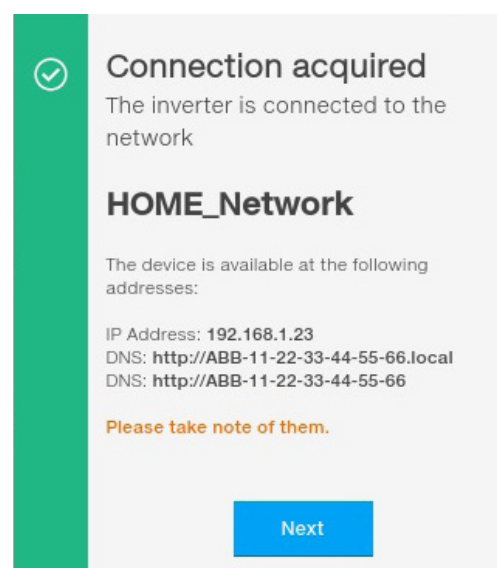 Connection acquired
The inverter is connected to the
network
HOME_Network
The device is available at the following
addresses:
IP Address: 192.168.1.23
DNS: http://ABB-11-22-33-44-55-66.local
DNS: http://ABB-11-22-33-44-55-66
Please take note of them.
Next